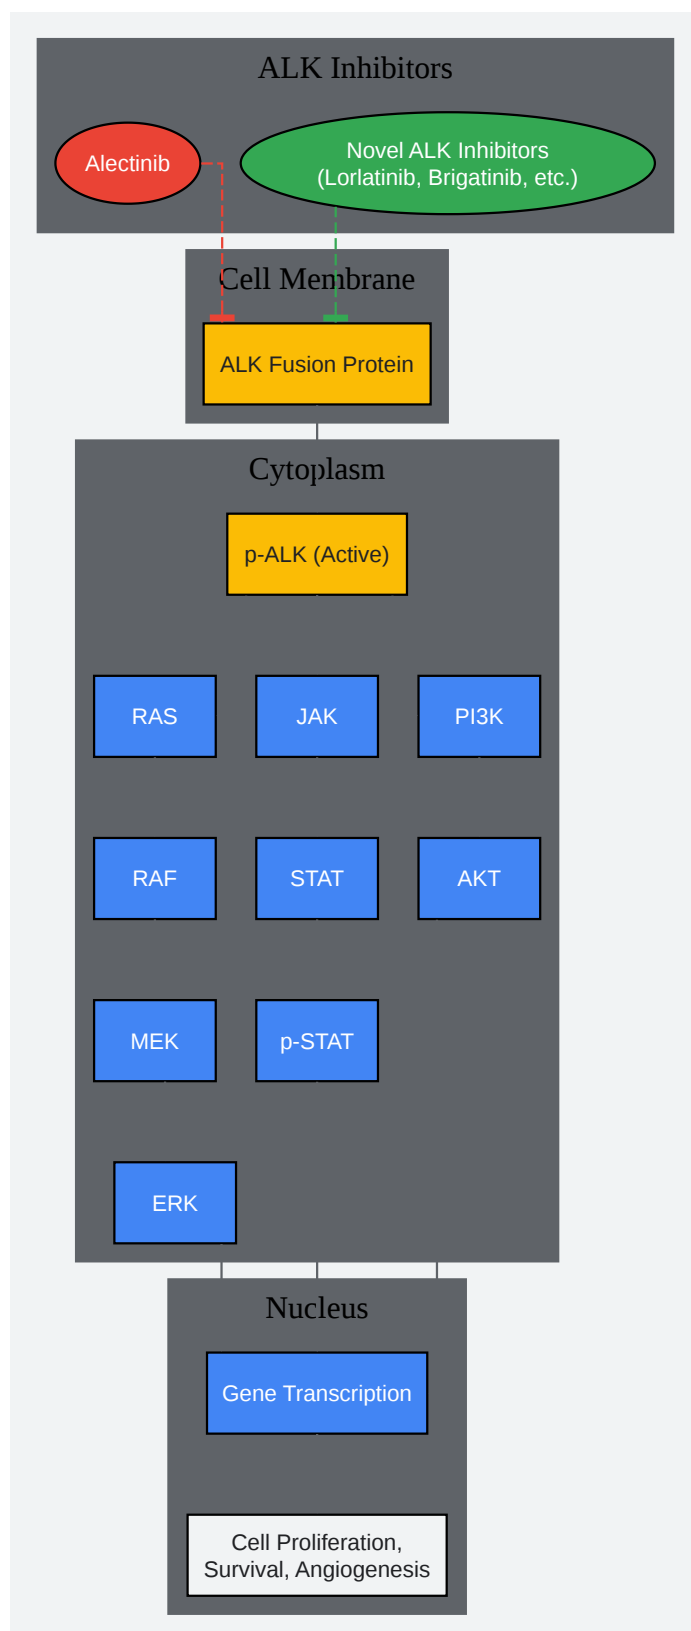 ALK Inhibitors
Alectinib
Novel ALK Inhibitors
(Lorlatinib, Brigatinib, etc.)
Cell Membrane
ALK Fusion Protein
Cytoplasm
p-ALK (Active)
RAS
JAK
PI3K
RAF
STAT
AKT
MEK
p-STAT
ERK
Nucleus
Gene Transcription
Cell Proliferation,
Survival, Angiogenesis